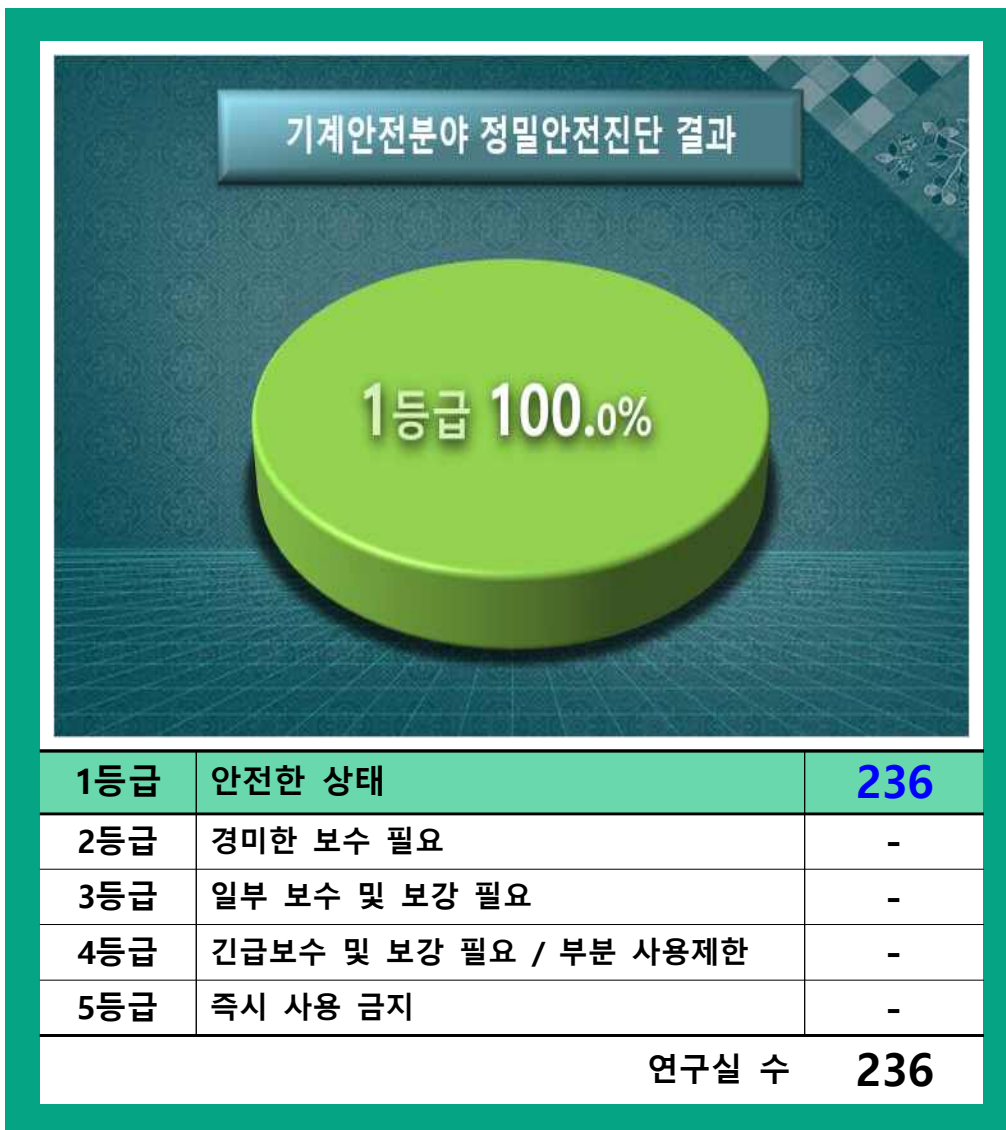 기계안전분야 정밀안전진단 결과
1등급 100.0%
1등급 안전한 상태 236
2등급 경미한 보수 필요 -
3등급 일부 보수 및 보강 필요 -
4등급 긴급보수 및 보강 필요 / 부분 사용제한 -
5등급 즉시 사용 금지 -
연구실 수 236